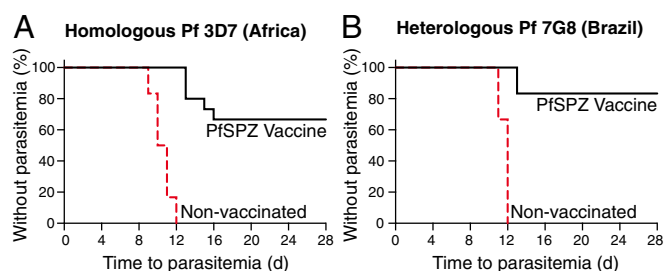 A
Homologous Pf 3D7 (Africa)
Without parasitemia (%)
100
80
60
40
20
0
PfSPZ Vaccine
Non-vaccinated
0 4 8 12 16 20 24 28
Time to parasitemia (d)
B
Heterologous Pf 7G8 (Brazil)
Without parasitemia (%)
100
80
60
40
20
0
PfSPZ Vaccine
Non-vaccinated
0 4 8 12 16 20 24 28
Time to parasitemia (d)